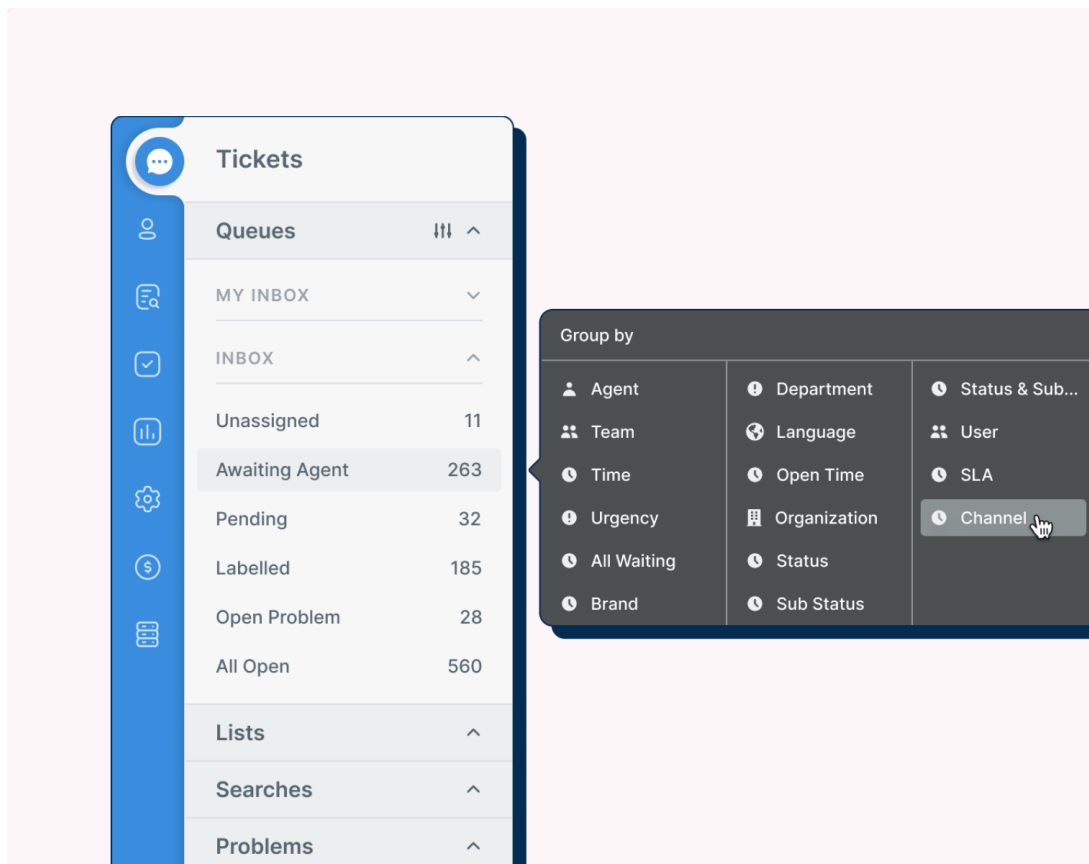 Tickets
Queues
MY INBOX
INBOX
Unassigned 11
Awaiting Agent 263
Pending 32
Labelled 185
Open Problem 28
All Open 560
Lists
Searches
Problems
Group by
Agent
Team
Time
Urgency
All Waiting
Brand
Department
Language
Open Time
Organization
Status
Sub Status
Status & Sub...
User
SLA
Channel